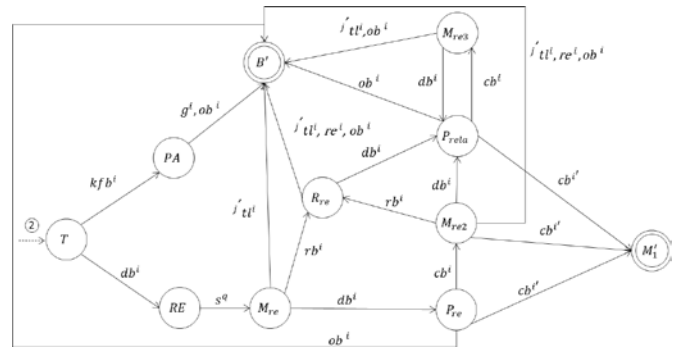 j′tl^i, ob^i
M_re3
B′
j′tl^i, re^i, ob^i
ob^i
db^i
cb^i
g^i, ob^i
j′tl^i, re^i, ob^i
P_rela
PA
db^i
kfb^i
R_re
db^i
cb^i′
j′tl^i
rb^i
M_re2
②
T
cb^i′
M′_1
rb^i
db^i
cb^i
cb^i′
RE
s^q
M_re
db^i
P_re
ob^i